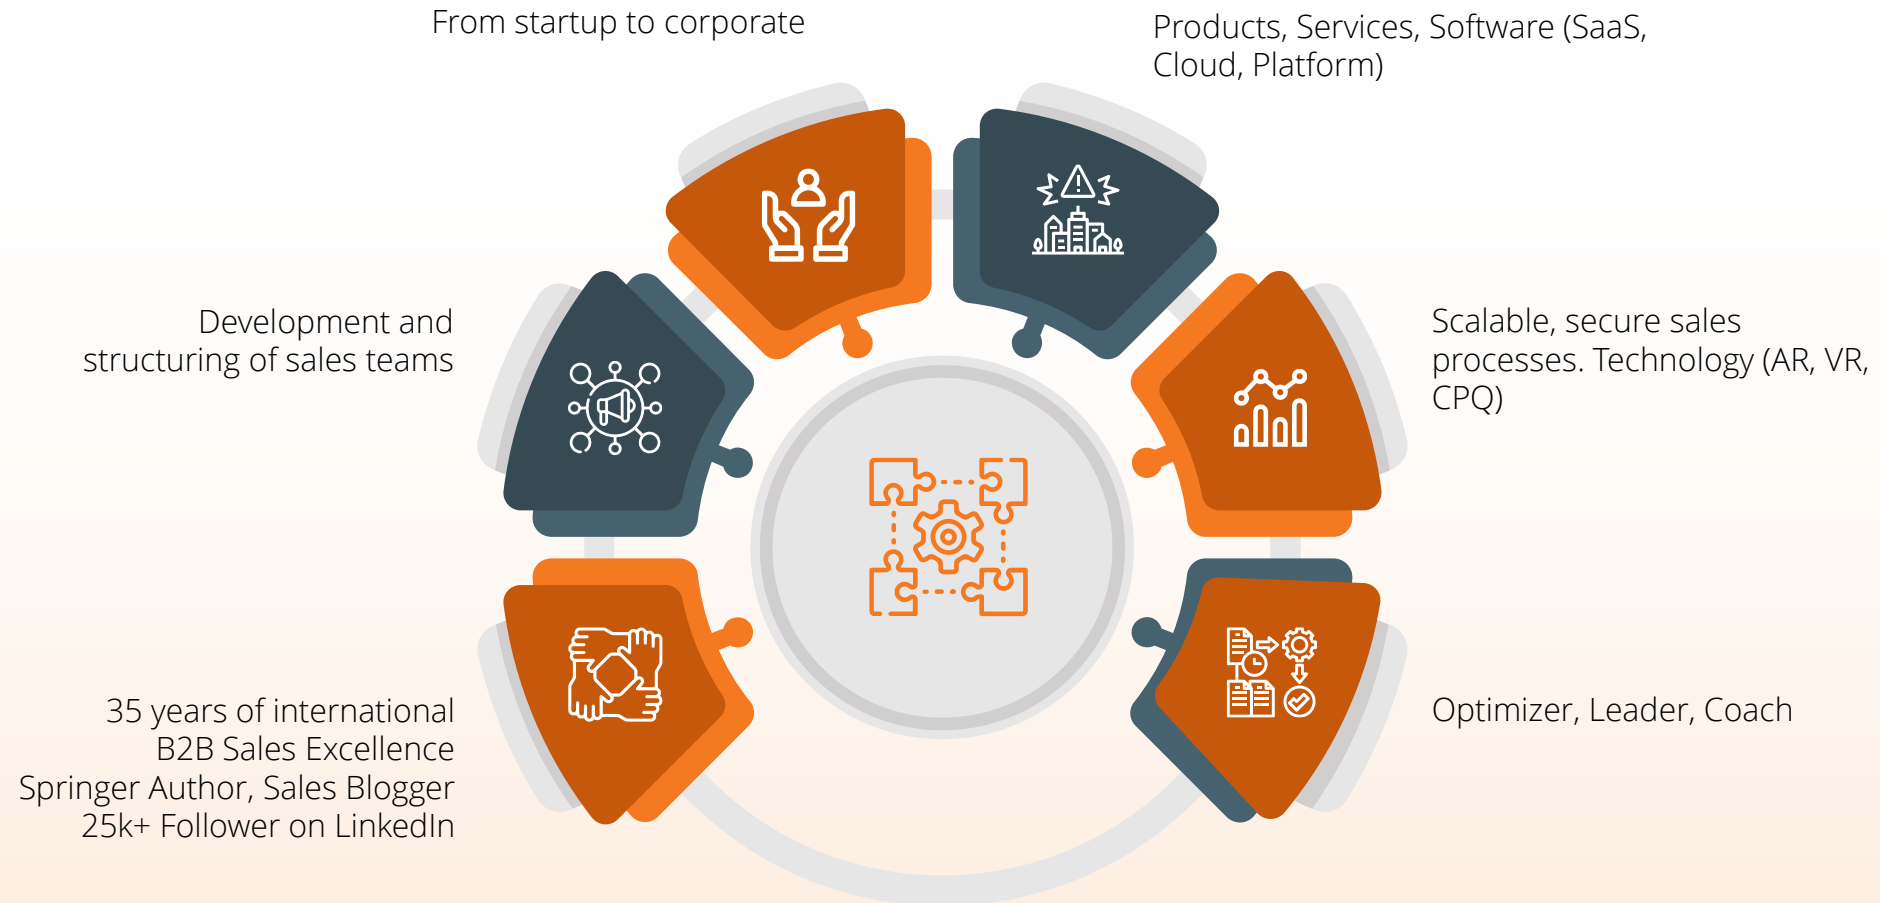 From startup to corporate
Products, Services, Software (SaaS,
Cloud, Platform)
Development and
structuring of sales teams
Scalable, secure sales
processes. Technology (AR, VR,
CPQ)
35 years of international
B2B Sales Excellence
Springer Author, Sales Blogger
25k+ Follower on LinkedIn
Optimizer, Leader, Coach